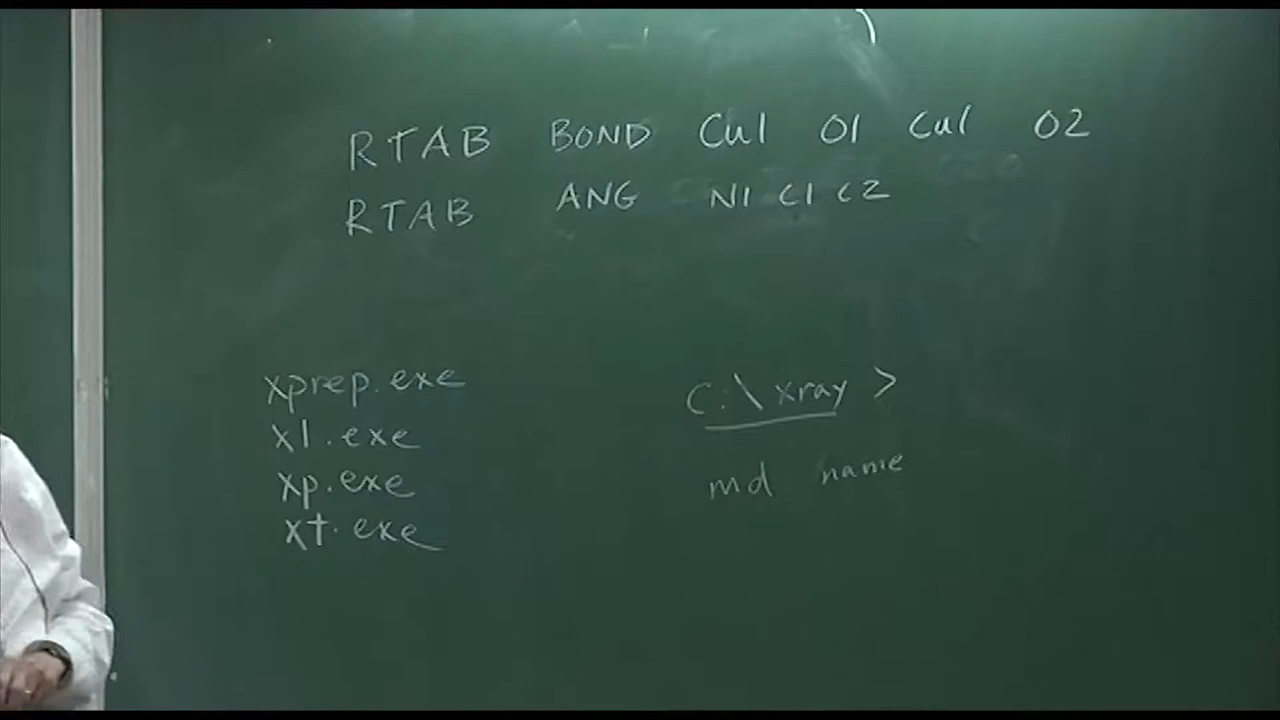 RTAB BOND Cu1 O1 Cu1 O2
RTAB ANG N1 C1 C2
xprep.exe
xl.exe
xp.exe
xt.exe
C:\xray >
md name